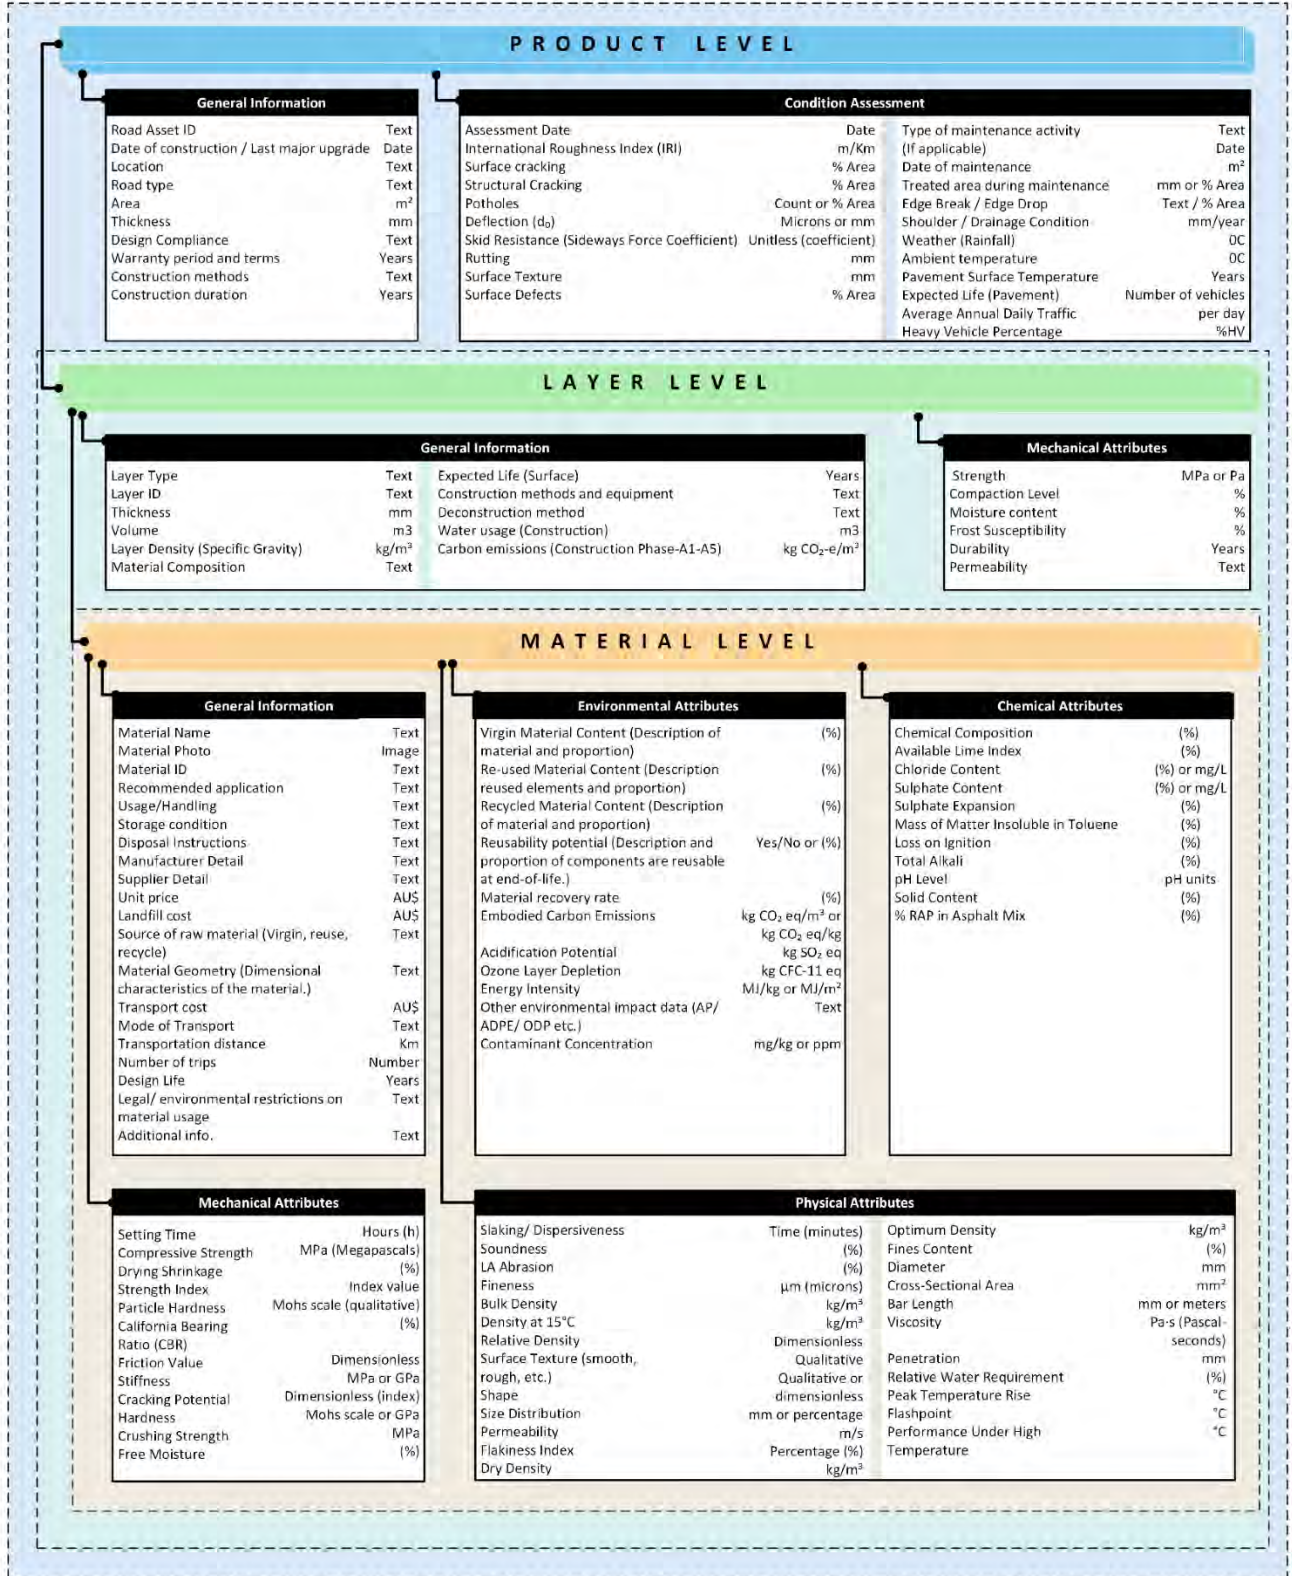 PRODUCT LEVEL
General Information
Road Asset ID Text
Date of construction / Last major upgrade Date
Location Text
Road type Text
Area m²
Thickness mm
Design Compliance Text
Warranty period and terms Years
Construction methods Text
Construction duration Years
Condition Assessment
Assessment Date Date
International Roughness Index (IRI) m/Km
Surface cracking % Area
Structural Cracking % Area
Potholes Count or % Area
Deflection (d₀) Microns or mm
Skid Resistance (Sideways Force Coefficient) Unitless (coefficient)
Rutting mm
Surface Texture mm
Surface Defects % Area
Type of maintenance activity Text
(If applicable) Date
Date of maintenance m²
Treated area during maintenance mm or % Area
Edge Break / Edge Drop Text / % Area
Shoulder / Drainage Condition mm/year
Weather (Rainfall) 0C
Ambient temperature 0C
Pavement Surface Temperature Years
Expected Life (Pavement) Number of vehicles
Average Annual Daily Traffic per day
Heavy Vehicle Percentage %HV
LAYER LEVEL
General Information
Layer Type Text
Layer ID Text
Thickness mm
Volume m3
Layer Density (Specific Gravity) kg/m³
Material Composition Text
Expected Life (Surface) Years
Construction methods and equipment Text
Deconstruction method Text
Water usage (Construction) m3
Carbon emissions (Construction Phase-A1-A5) kg CO₂-e/m³
Mechanical Attributes
Strength MPa or Pa
Compaction Level %
Moisture content %
Frost Susceptibility %
Durability Years
Permeability Text
MATERIAL LEVEL
General Information
Material Name Text
Material Photo Image
Material ID Text
Recommended application Text
Usage/Handling Text
Storage condition Text
Disposal Instructions Text
Manufacturer Detail Text
Supplier Detail Text
Unit price AU$
Landfill cost AU$
Source of raw material (Virgin, reuse, Text
recycle)
Material Geometry (Dimensional Text
characteristics of the material.)
Transport cost AU$
Mode of Transport Text
Transportation distance Km
Number of trips Number
Design Life Years
Legal/ environmental restrictions on Text
material usage
Additional info. Text
Environmental Attributes
Virgin Material Content (Description of (%)
material and proportion)
Re-used Material Content (Description (%)
reused elements and proportion)
Recycled Material Content (Description (%)
of material and proportion)
Reusability potential (Description and Yes/No or (%)
proportion of components are reusable
at end-of-life.)
Material recovery rate (%)
Embodied Carbon Emissions kg CO₂ eq/m³ or
kg CO₂ eq/kg
Acidification Potential kg SO₂ eq
Ozone Layer Depletion kg CFC-11 eq
Energy Intensity MJ/kg or MJ/m²
Other environmental impact data (AP/ Text
ADPE/ ODP etc.)
Contaminant Concentration mg/kg or ppm
Chemical Attributes
Chemical Composition (%)
Available Lime Index (%)
Chloride Content (%) or mg/L
Sulphate Content (%) or mg/L
Sulphate Expansion (%)
Mass of Matter Insoluble in Toluene (%)
Loss on Ignition (%)
Total Alkali (%)
pH Level pH units
Solid Content (%)
% RAP in Asphalt Mix (%)
Mechanical Attributes
Setting Time Hours (h)
Compressive Strength MPa (Megapascals)
Drying Shrinkage (%)
Strength Index Index value
Particle Hardness Mohs scale (qualitative)
California Bearing (%)
Ratio (CBR)
Friction Value Dimensionless
Stiffness MPa or GPa
Cracking Potential Dimensionless (index)
Hardness Mohs scale or GPa
Crushing Strength MPa
Free Moisture (%)
Physical Attributes
Slaking/ Dispersiveness Time (minutes)
Soundness (%)
LA Abrasion (%)
Fineness µm (microns)
Bulk Density kg/m³
Density at 15°C kg/m³
Relative Density Dimensionless
Surface Texture (smooth, Qualitative
rough, etc.) Qualitative or
Shape dimensionless
Size Distribution mm or percentage
Permeability m/s
Flakiness Index Percentage (%)
Dry Density kg/m³
Optimum Density kg/m³
Fines Content (%)
Diameter mm
Cross-Sectional Area mm²
Bar Length mm or meters
Viscosity Pa·s (Pascal-
seconds)
Penetration mm
Relative Water Requirement (%)
Peak Temperature Rise °C
Flashpoint °C
Performance Under High °C
Temperature